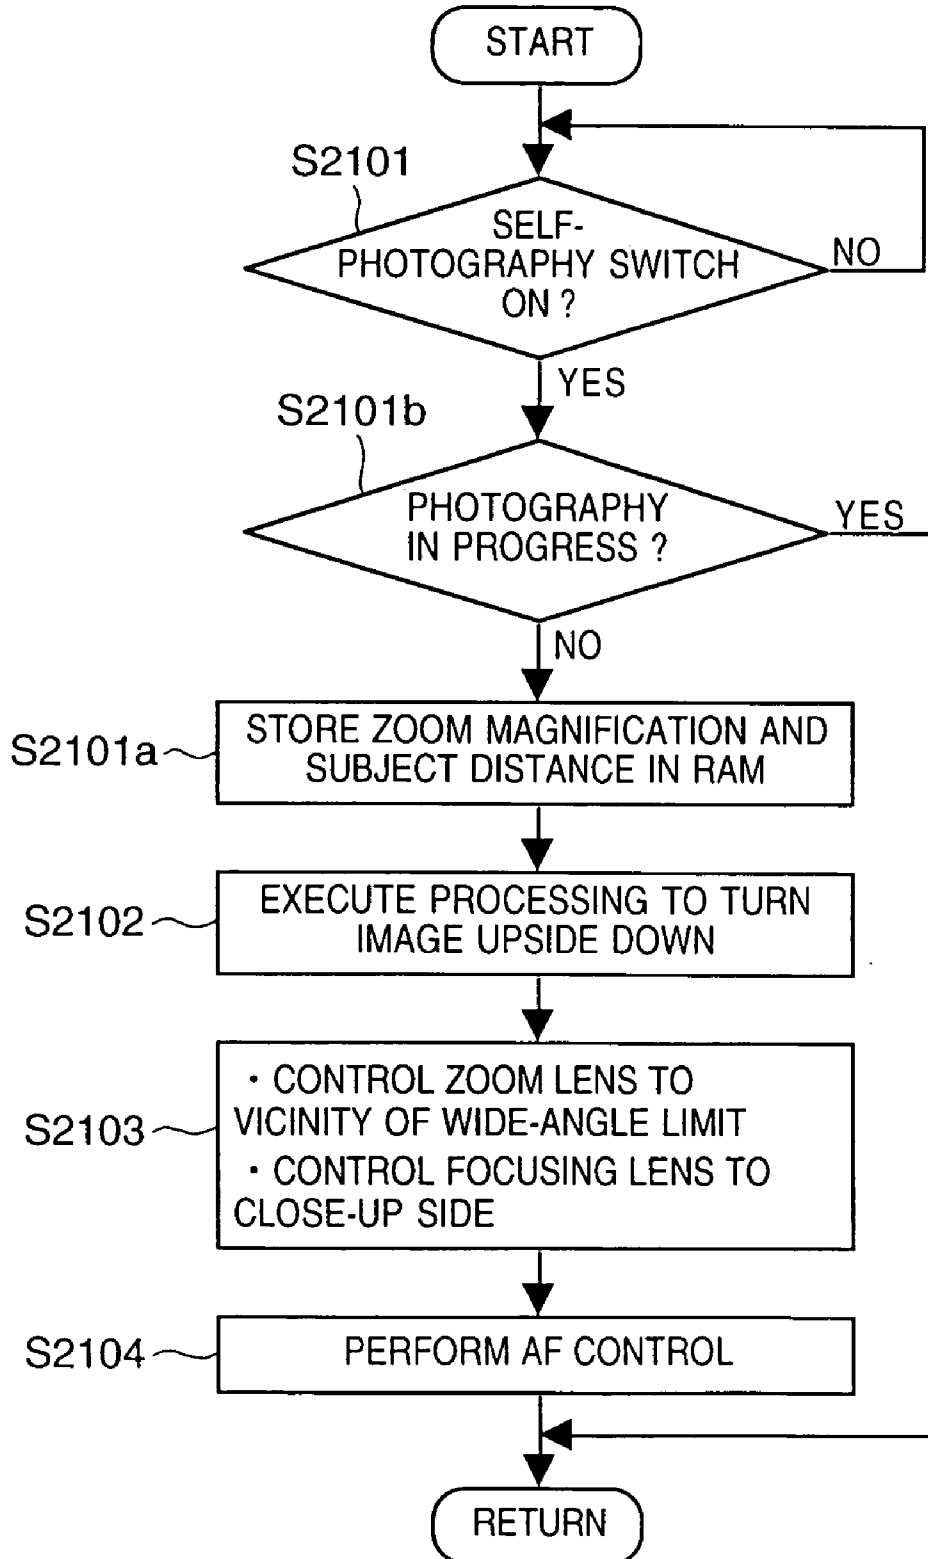 START
S2101
SELF-
PHOTOGRAPHY SWITCH
ON ?
NO
YES
S2101b
PHOTOGRAPHY
IN PROGRESS ?
YES
NO
S2101a
STORE ZOOM MAGNIFICATION AND
SUBJECT DISTANCE IN RAM
S2102
EXECUTE PROCESSING TO TURN
IMAGE UPSIDE DOWN
S2103
・CONTROL ZOOM LENS TO
VICINITY OF WIDE-ANGLE LIMIT
・CONTROL FOCUSING LENS TO
CLOSE-UP SIDE
S2104
PERFORM AF CONTROL
RETURN